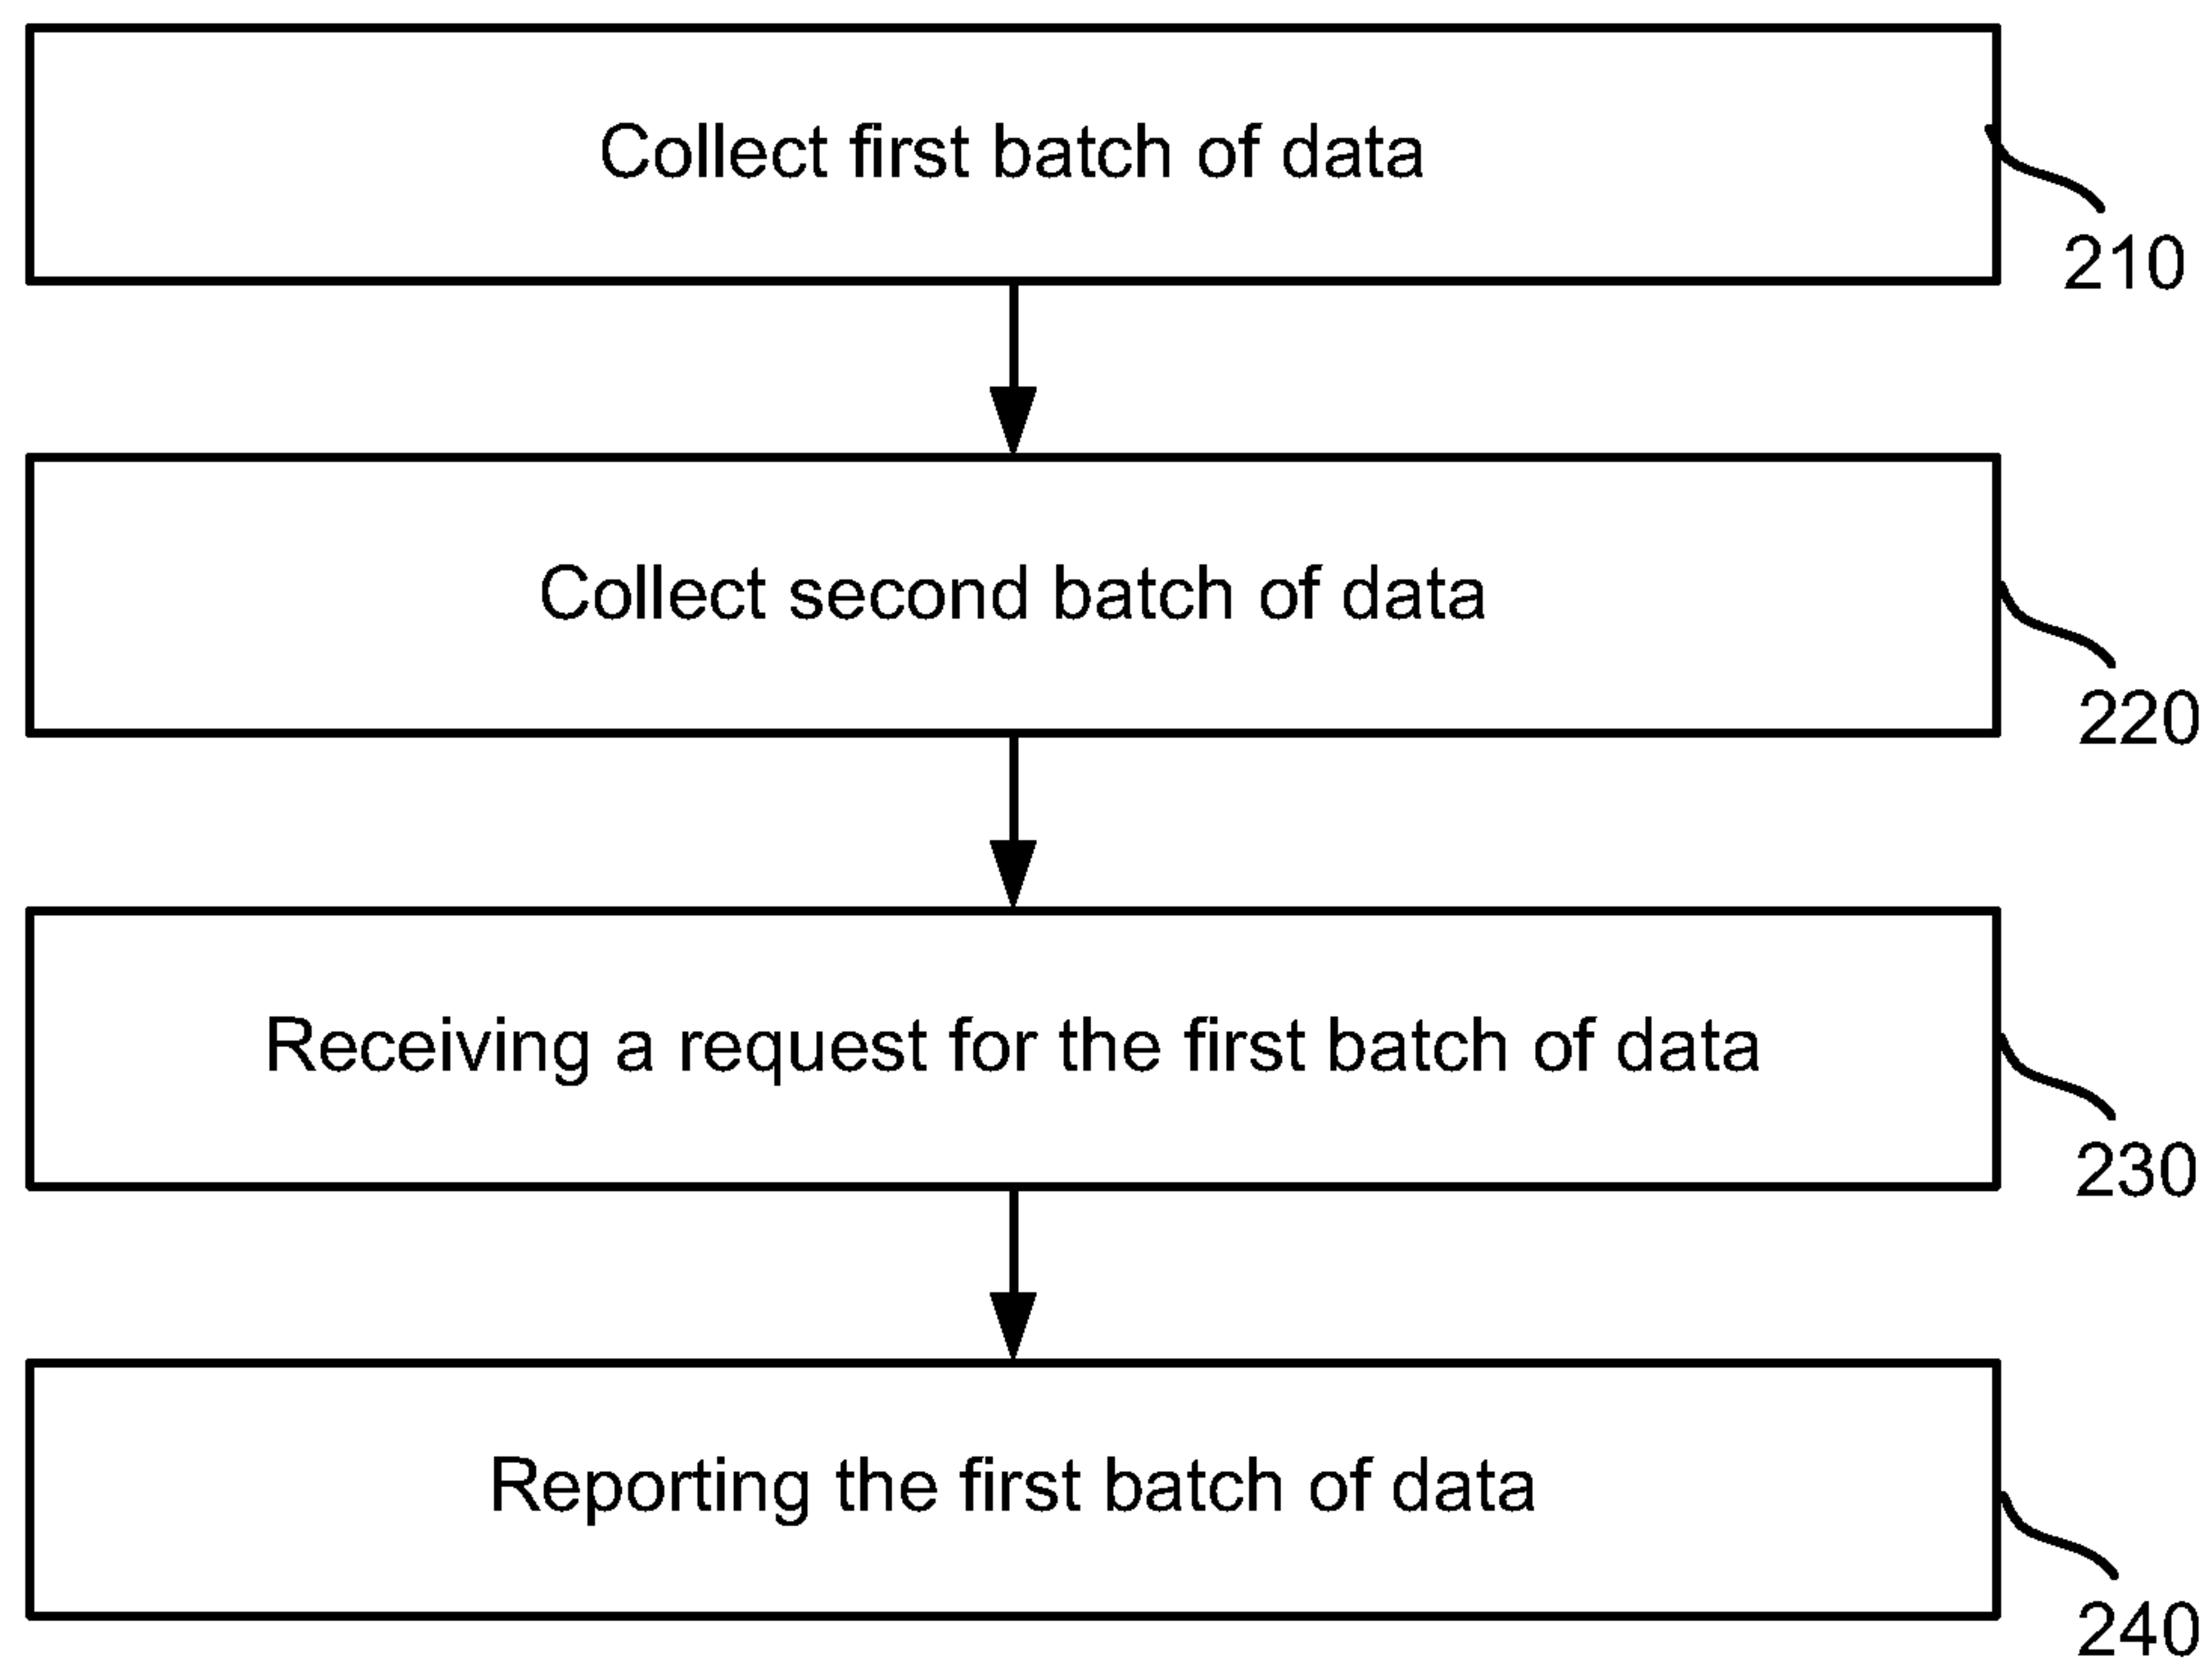 Collect first batch of data
210
Collect second batch of data
220
Receiving a request for the first batch of data
230
Reporting the first batch of data
240